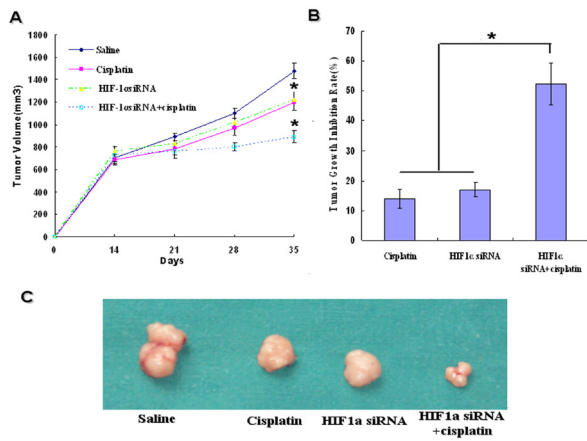 A
Tumor Volume(mm3)
1800
1600
1400
1200
1000
800
600
400
200
0
Saline
Cisplatin
HIF-1αsiRNA
HIF-1αsiRNA+cisplatin
*
*
0 14 21 28 35
Days
B
Tumor Growth Inhibition Rate(%)
70
60
50
40
30
20
10
0
*
Cisplatin HIF1α siRNA HIF1α
siRNA+cisplatin
C
Saline Cisplatin HIF1a siRNA HIF1a siRNA
+cisplatin